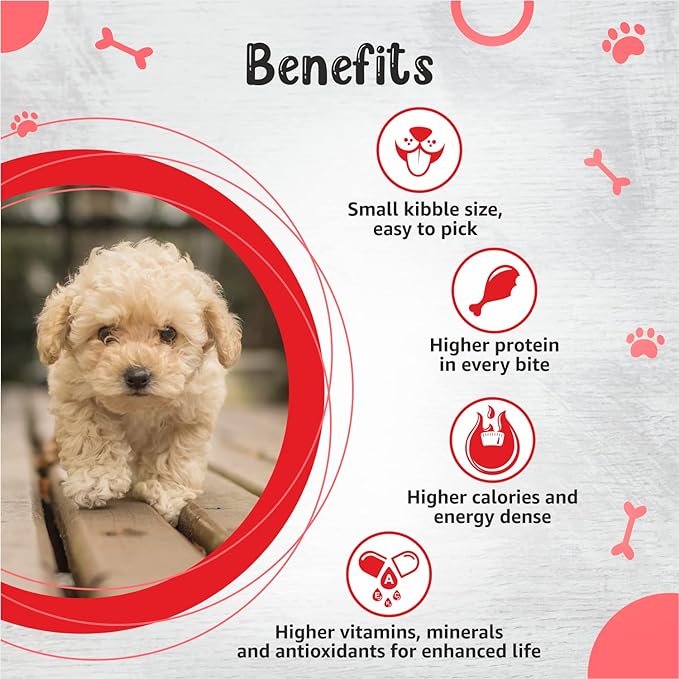 Benefits
Small kibble size,
easy to pick
Higher protein
in every bite
Higher calories and
energy dense
A
E K C
Higher vitamins, minerals
and antioxidants for enhanced life